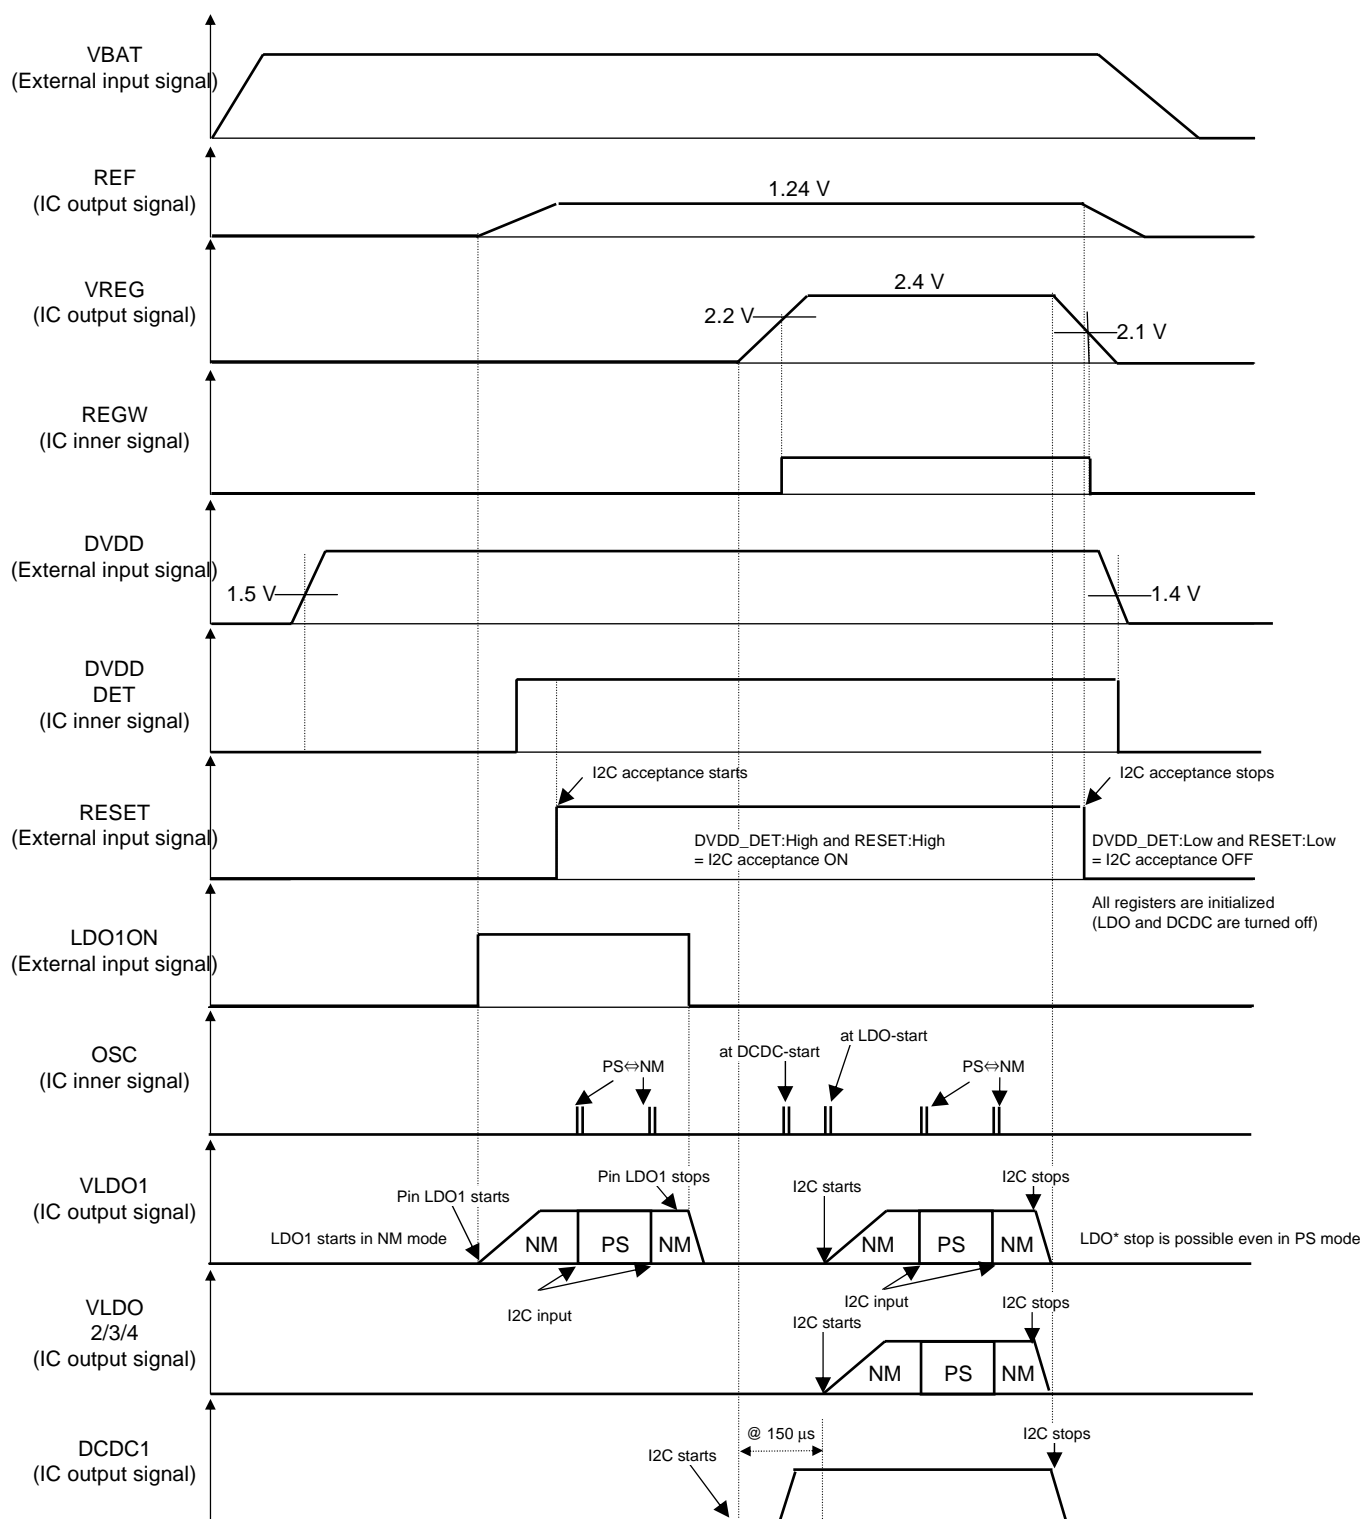 VBAT
(External input signal)
REF
(IC output signal)
1.24 V
VREG
(IC output signal)
2.4 V
2.2 V
2.1 V
REGW
(IC inner signal)
DVDD
(External input signal)
1.5 V
1.4 V
DVDD
DET
(IC inner signal)
I2C acceptance starts
I2C acceptance stops
RESET
(External input signal)
DVDD_DET:High and RESET:High
= I2C acceptance ON
DVDD_DET:Low and RESET:Low
= I2C acceptance OFF
All registers are initialized
(LDO and DCDC are turned off)
LDO1ON
(External input signal)
OSC
(IC inner signal)
PS⇔NM
at DCDC-start
at LDO-start
PS⇔NM
VLDO1
(IC output signal)
Pin LDO1 starts
Pin LDO1 stops
I2C starts
I2C stops
LDO1 starts in NM mode
NM PS NM
NM PS NM
LDO* stop is possible even in PS mode
I2C input
I2C input
VLDO
2/3/4
(IC output signal)
I2C starts
I2C stops
NM PS NM
DCDC1
(IC output signal)
I2C starts
@ 150 μs
I2C stops